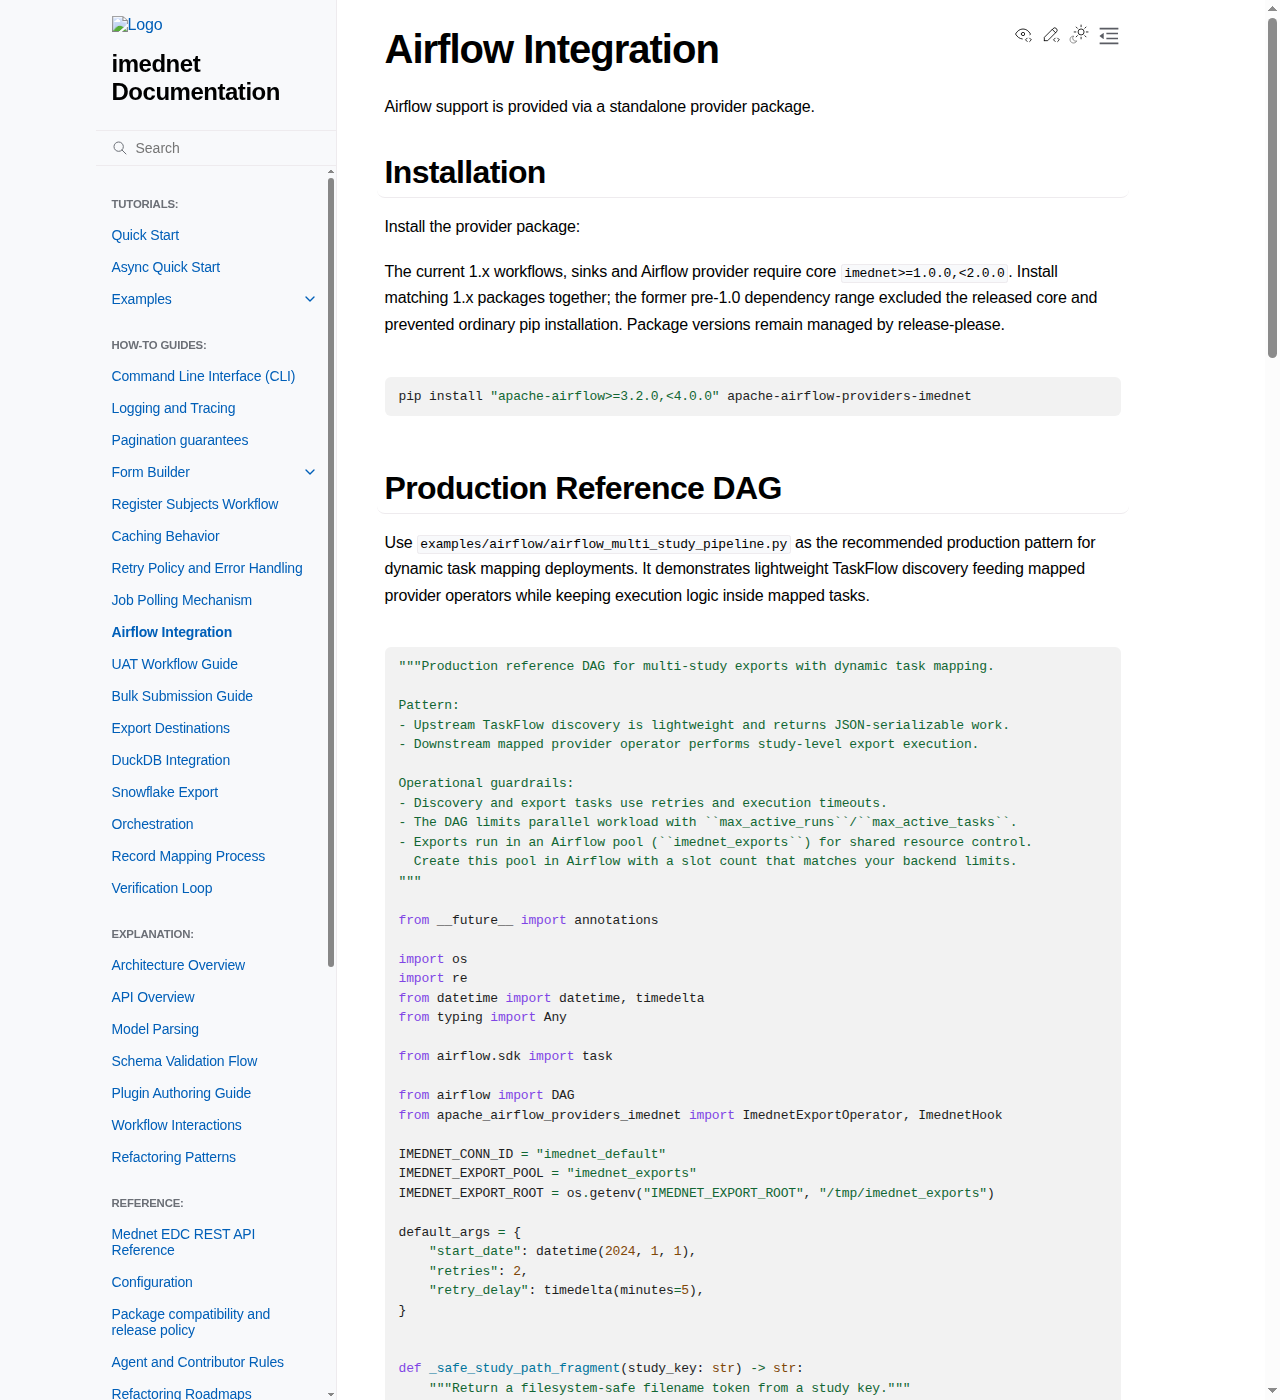 Logo
imednet
Documentation
Search
TUTORIALS:
Quick Start
Async Quick Start
Examples
HOW-TO GUIDES:
Command Line Interface (CLI)
Logging and Tracing
Pagination guarantees
Form Builder
Register Subjects Workflow
Caching Behavior
Retry Policy and Error Handling
Job Polling Mechanism
Airflow Integration
UAT Workflow Guide
Bulk Submission Guide
Export Destinations
DuckDB Integration
Snowflake Export
Orchestration
Record Mapping Process
Verification Loop
EXPLANATION:
Architecture Overview
API Overview
Model Parsing
Schema Validation Flow
Plugin Authoring Guide
Workflow Interactions
Refactoring Patterns
REFERENCE:
Mednet EDC REST API
Reference
Configuration
Package compatibility and
release policy
Agent and Contributor Rules
Refactoring Roadmaps
Airflow Integration
Airflow support is provided via a standalone provider package.
Installation
Install the provider package:
The current 1.x workflows, sinks and Airflow provider require core imednet>=1.0.0,<2.0.0. Install
matching 1.x packages together; the former pre-1.0 dependency range excluded the released core and
prevented ordinary pip installation. Package versions remain managed by release-please.
pip install "apache-airflow>=3.2.0,<4.0.0" apache-airflow-providers-imednet
Production Reference DAG
Use examples/airflow/airflow_multi_study_pipeline.py as the recommended production pattern for
dynamic task mapping deployments. It demonstrates lightweight TaskFlow discovery feeding mapped
provider operators while keeping execution logic inside mapped tasks.
"""Production reference DAG for multi-study exports with dynamic task mapping.
Pattern:
- Upstream TaskFlow discovery is lightweight and returns JSON-serializable work.
- Downstream mapped provider operator performs study-level export execution.
Operational guardrails:
- Discovery and export tasks use retries and execution timeouts.
- The DAG limits parallel workload with ``max_active_runs``/``max_active_tasks``.
- Exports run in an Airflow pool (``imednet_exports``) for shared resource control.
  Create this pool in Airflow with a slot count that matches your backend limits.
"""
from __future__ import annotations
import os
import re
from datetime import datetime, timedelta
from typing import Any
from airflow.sdk import task
from airflow import DAG
from apache_airflow_providers_imednet import ImednetExportOperator, ImednetHook
IMEDNET_CONN_ID = "imednet_default"
IMEDNET_EXPORT_POOL = "imednet_exports"
IMEDNET_EXPORT_ROOT = os.getenv("IMEDNET_EXPORT_ROOT", "/tmp/imednet_exports")
default_args = {
    "start_date": datetime(2024, 1, 1),
    "retries": 2,
    "retry_delay": timedelta(minutes=5),
}
def _safe_study_path_fragment(study_key: str) -> str:
    """Return a filesystem-safe filename token from a study key."""